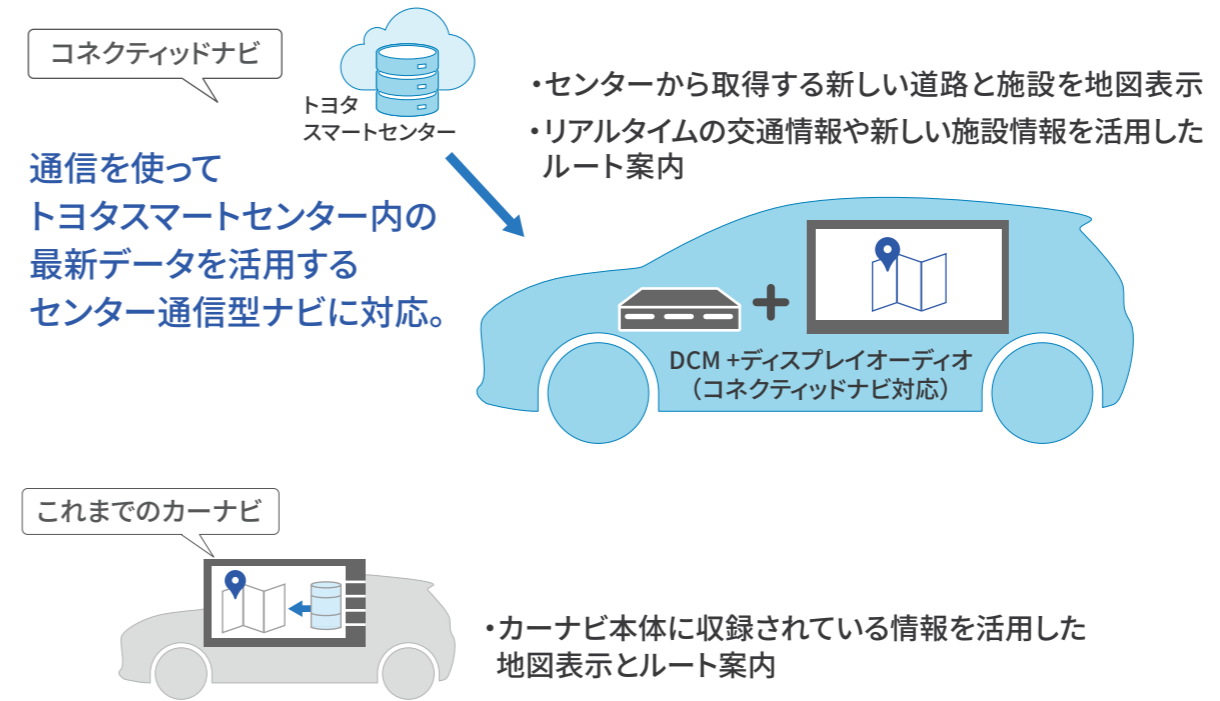 コネクティッドナビ
トヨタ
スマートセンター
・センターから取得する新しい道路と施設を地図表示
・リアルタイムの交通情報や新しい施設情報を活用した
ルート案内
通信を使って
トヨタスマートセンター内の
最新データを活用する
センター通信型ナビに対応。
DCM +ディスプレイオーディオ
（コネクティッドナビ対応）
これまでのカーナビ
・カーナビ本体に収録されている情報を活用した
地図表示とルート案内